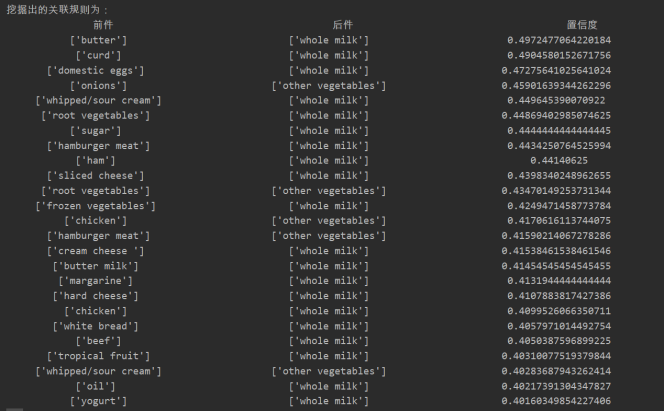 挖掘出的关联规则为：
前件 后件 置信度
['butter'] ['whole milk'] 0.4972477064220184
['curd'] ['whole milk'] 0.4904580152671756
['domestic eggs'] ['whole milk'] 0.47275641025641024
['onions'] ['other vegetables'] 0.45901639344262296
['whipped/sour cream'] ['whole milk'] 0.449645390070922
['root vegetables'] ['whole milk'] 0.44869402985074625
['sugar'] ['whole milk'] 0.4444444444444445
['hamburger meat'] ['whole milk'] 0.4434250764525994
['ham'] ['whole milk'] 0.44140625
['sliced cheese'] ['whole milk'] 0.4398340248962655
['root vegetables'] ['other vegetables'] 0.43470149253731344
['frozen vegetables'] ['whole milk'] 0.4249471458773784
['chicken'] ['other vegetables'] 0.4170616113744075
['hamburger meat'] ['other vegetables'] 0.41590214067278286
['cream cheese '] ['whole milk'] 0.41538461538461546
['butter milk'] ['whole milk'] 0.41454545454545455
['margarine'] ['whole milk'] 0.4131944444444444
['hard cheese'] ['whole milk'] 0.4107883817427386
['chicken'] ['whole milk'] 0.4099526066350711
['white bread'] ['whole milk'] 0.4057971014492754
['beef'] ['whole milk'] 0.4050387596899225
['tropical fruit'] ['whole milk'] 0.40310077519379844
['whipped/sour cream'] ['other vegetables'] 0.40283687943262414
['oil'] ['whole milk'] 0.40217391304347827
['yogurt'] ['whole milk'] 0.40160349854227406